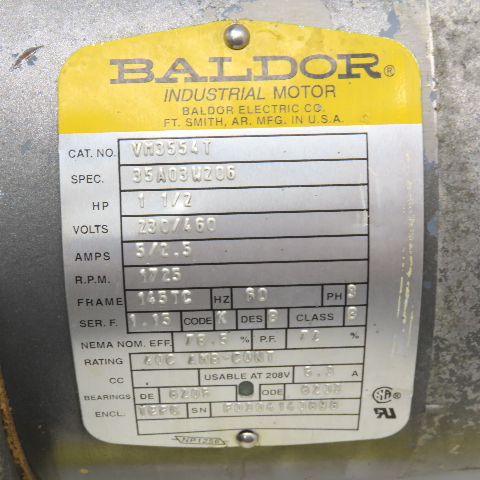 BALDOR®
INDUSTRIAL MOTOR
BALDOR ELECTRIC CO.
FT. SMITH, AR. MFG. IN U.S.A.
CAT. NO. VM3554T
SPEC. 35A03W206
HP 1 1/2
VOLTS 230/460
AMPS 5/2.5
R.P.M. 1725
FRAME 145TC HZ 60 PH 3
SER. F. 1.15 CODE K DES B CLASS B
NEMA NOM. EFF. 78.5 % P.F. %
RATING 40C AMB-CONT
CC USABLE AT 208V A
BEARINGS DE ODE
ENCL. SN
NP1256
SA